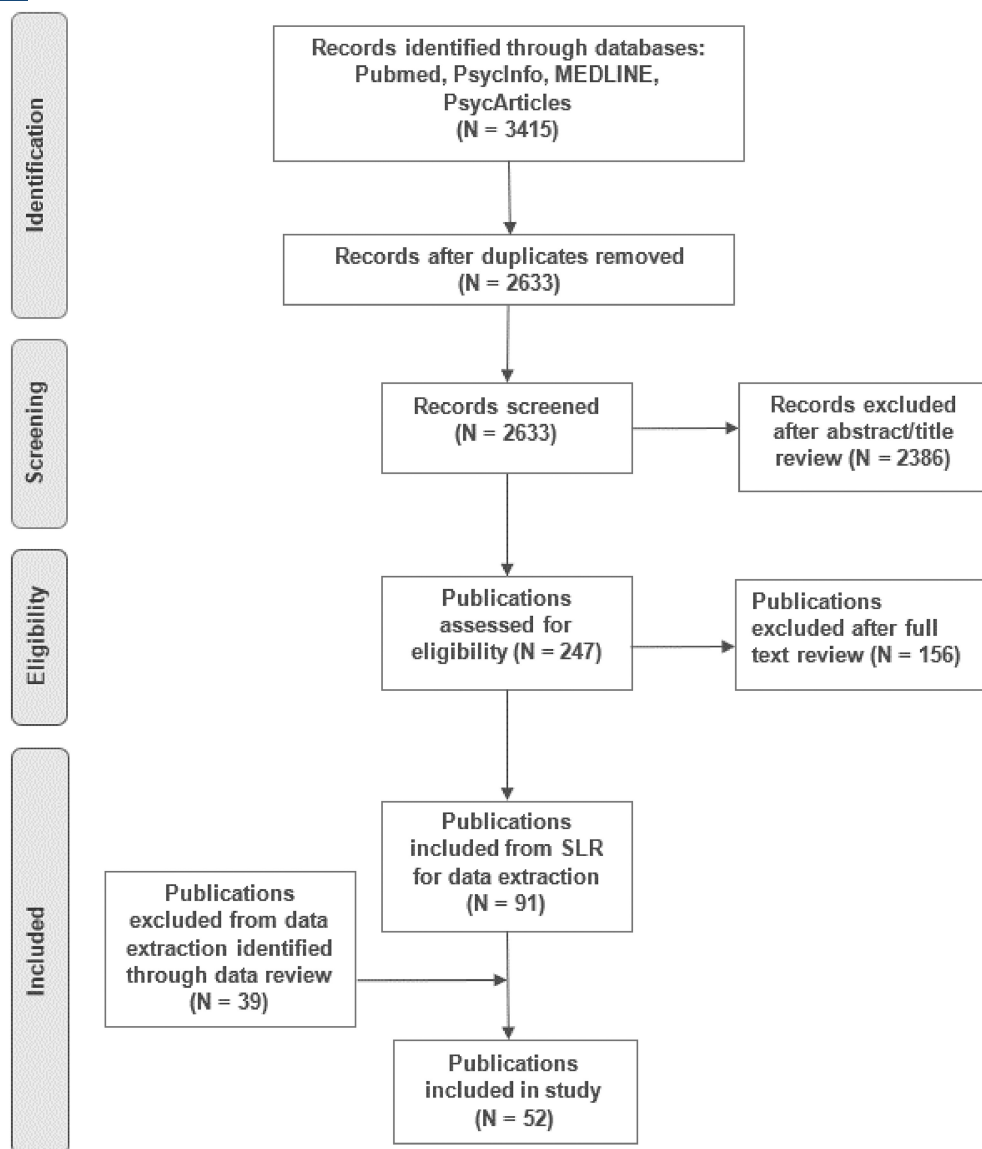 Identification
Records identified through databases:
Pubmed, PsycInfo, MEDLINE,
PsycArticles
(N = 3415)
Records after duplicates removed
(N = 2633)
Screening
Records screened
(N = 2633)
Records excluded
after abstract/title
review (N = 2386)
Eligibility
Publications
assessed for
eligibility (N = 247)
Publications
excluded after full
text review (N = 156)
Included
Publications
included from SLR
for data extraction
(N = 91)
Publications
excluded from data
extraction identified
through data review
(N = 39)
Publications
included in study
(N = 52)